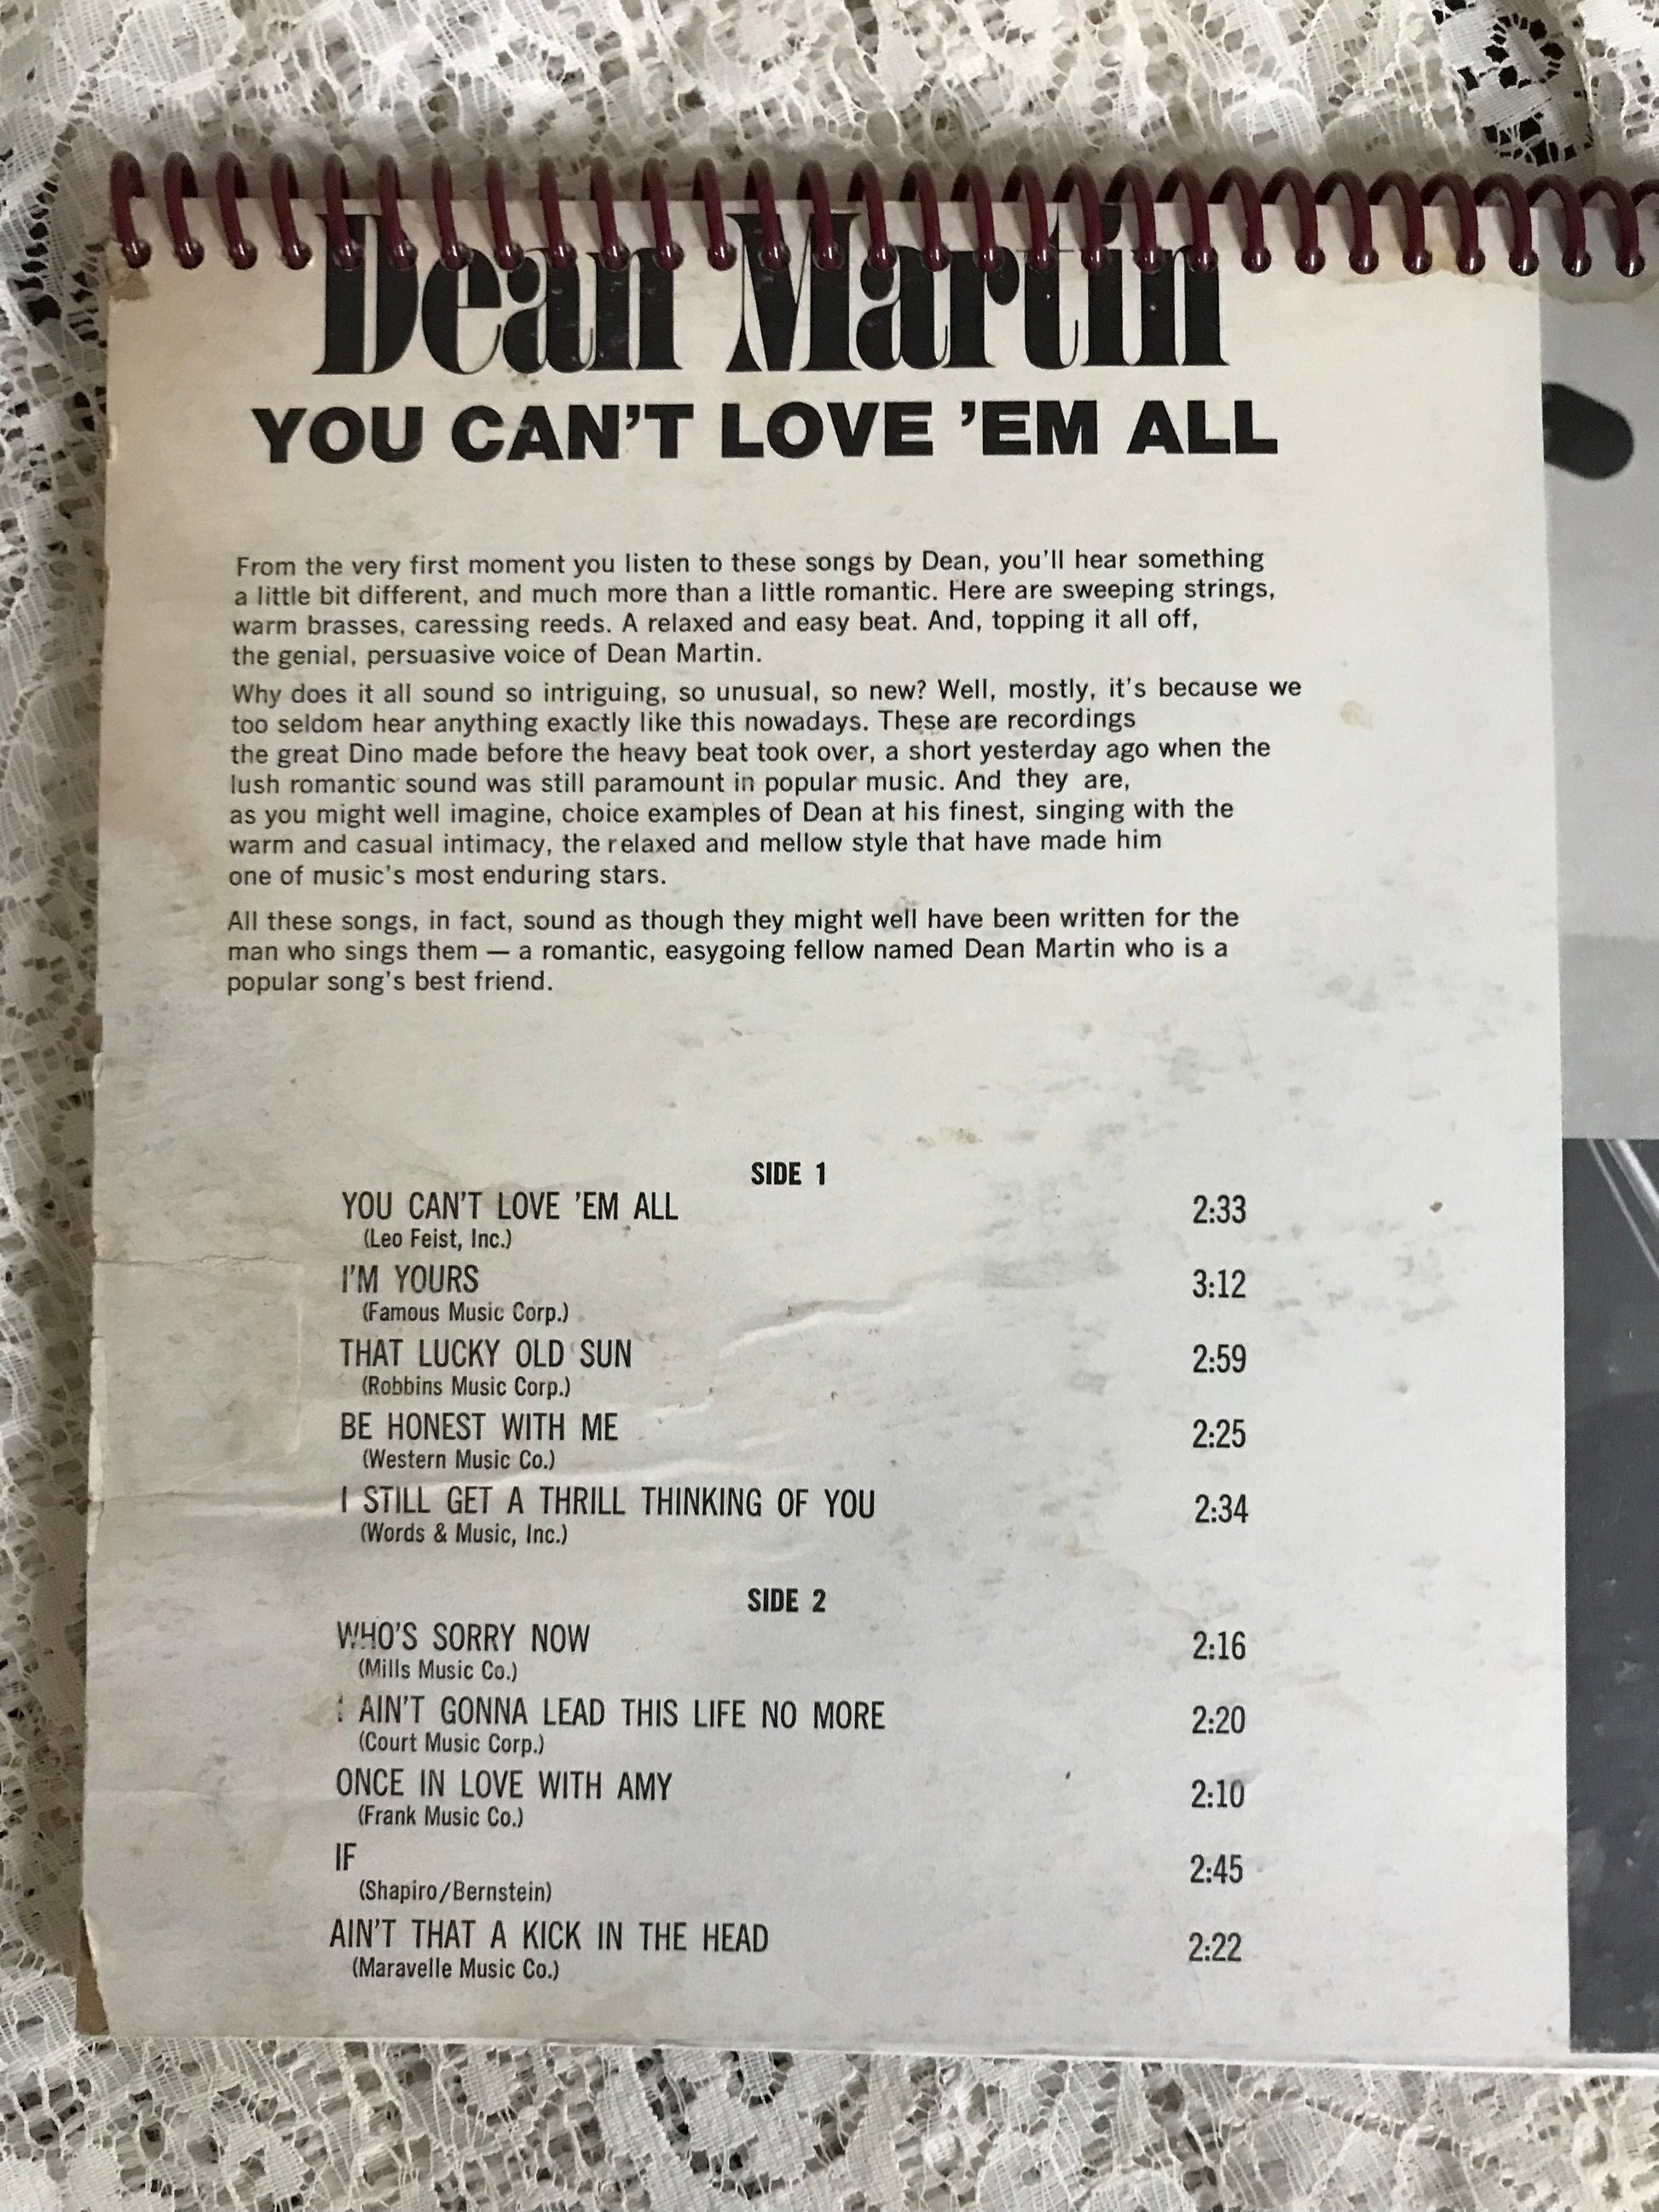 Dean Martin
YOU CAN'T LOVE 'EM ALL
From the very first moment you listen to these songs by Dean, you'll hear something
a little bit different, and much more than a little romantic. Here are sweeping strings,
warm brasses, caressing reeds. A relaxed and easy beat. And, topping it all off,
the genial, persuasive voice of Dean Martin.
Why does it all sound so intriguing, so unusual, so new? Well, mostly, it's because we
too seldom hear anything exactly like this nowadays. These are recordings
the great Dino made before the heavy beat took over, a short yesterday ago when the
lush romantic sound was still paramount in popular music. And they are,
as you might well imagine, choice examples of Dean at his finest, singing with the
warm and casual intimacy, the relaxed and mellow style that have made him
one of music's most enduring stars.
All these songs, in fact, sound as though they might well have been written for the
man who sings them — a romantic, easygoing fellow named Dean Martin who is a
popular song's best friend.
SIDE 1
YOU CAN'T LOVE 'EM ALL 2:33
(Leo Feist, Inc.)
I'M YOURS 3:12
(Famous Music Corp.)
THAT LUCKY OLD SUN 2:59
(Robbins Music Corp.)
BE HONEST WITH ME 2:25
(Western Music Co.)
I STILL GET A THRILL THINKING OF YOU 2:34
(Words & Music, Inc.)
SIDE 2
WHO'S SORRY NOW 2:16
(Mills Music Co.)
I AIN'T GONNA LEAD THIS LIFE NO MORE 2:20
(Court Music Corp.)
ONCE IN LOVE WITH AMY 2:10
(Frank Music Co.)
IF 2:45
(Shapiro/Bernstein)
AIN'T THAT A KICK IN THE HEAD 2:22
(Maravelle Music Co.)